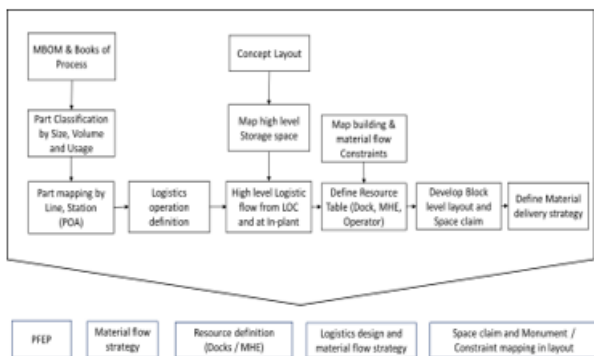 MBOM & Books of
Process
Concept Layout
Part Classification
by Size, Volume
and Usage
Map high level
Storage space
Map building &
material flow
Constraints
Part mapping by
Line, Station
(POA)
Logistics
operation
definition
High level Logistic
flow from LOC
and at In-plant
Define Resource
Table (Dock, MHE,
Operator)
Develop Block
level layout and
Space claim
Define Material
delivery strategy
PFEP
Material flow
strategy
Resource definition
(Docks / MHE)
Logistics design and
material flow strategy
Space claim and Monument /
Constraint mapping in layout